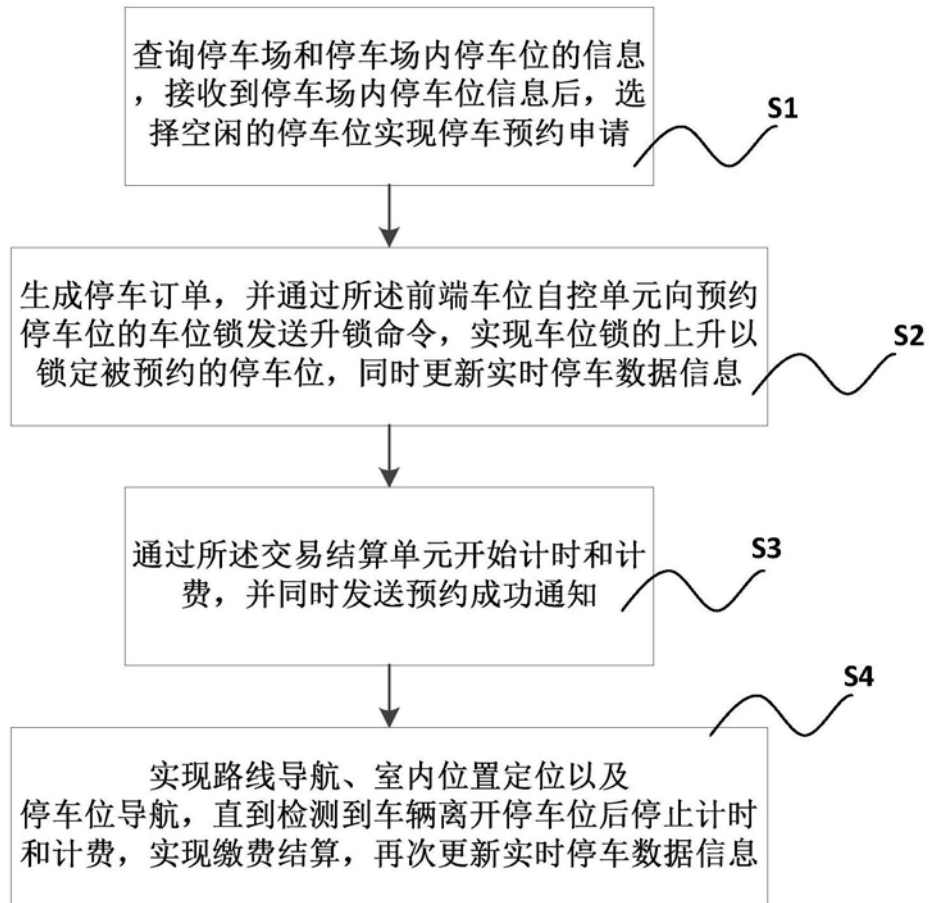 查询停车场和停车场内停车位的信息
，接收到停车场内停车位信息后，选
择空闲的停车位实现停车预约申请
S1
生成停车订单，并通过所述前端车位自控单元向预约
停车位的车位锁发送升锁命令，实现车位锁的上升以
锁定被预约的停车位，同时更新实时停车数据信息
S2
通过所述交易结算单元开始计时和计
费，并同时发送预约成功通知
S3
S4
实现路线导航、室内位置定位以及
停车位导航，直到检测到车辆离开停车位后停止计时
和计费，实现缴费结算，再次更新实时停车数据信息